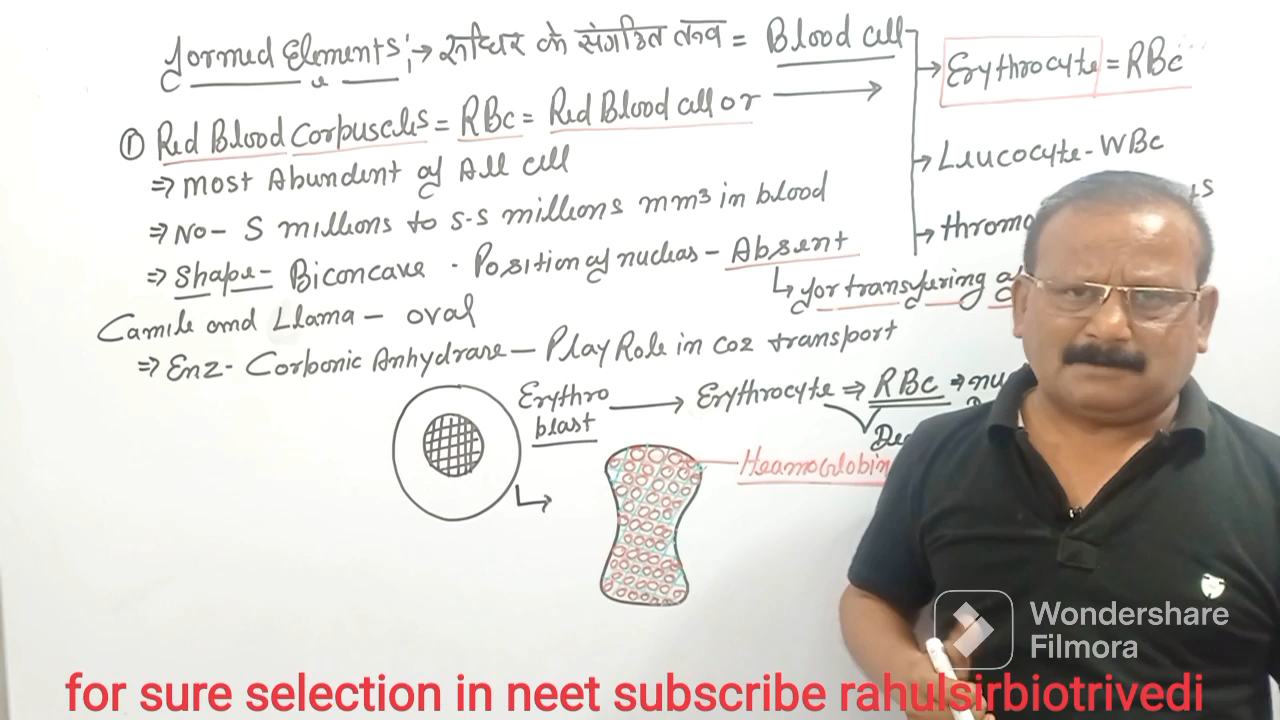 Formed Elements:→ रूधिर के संगठित तत्व = Blood cell
→ Erythrocyte = RBC
→ Leucocyte - WBC
→
① Red Blood Corpuscles = RBC = Red Blood cell or →
⇒ Most Abundent of All cell
⇒ No - 5 millions to 5.5 millions mm³ in blood
⇒ Shape - Biconcave . Position of nucleas - Absent
↳ for transfering
Camile and Llama - oval
⇒ Enz - Corbonic Anhydrase - Play Role in co2 transport
Erythro blast → Erythrocyte ⇒ RBC ⇒
Heamoglobin
Wondershare
Filmora
for sure selection in neet subscribe rahulsirbiotrivedi